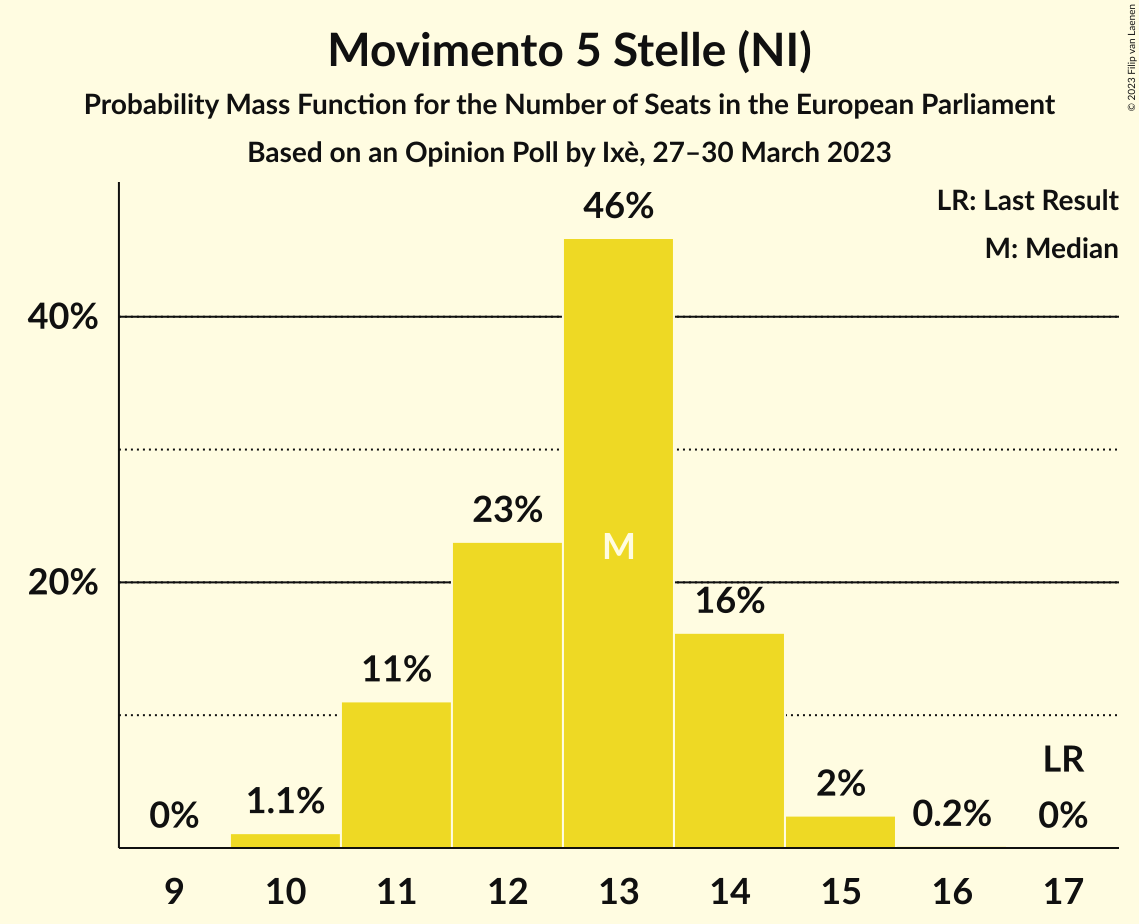 Movimento 5 Stelle (NI)
Probability Mass Function for the Number of Seats in the European Parliament
Based on an Opinion Poll by Ixè, 27–30 March 2023
© 2023 Filip van Laenen
LR: Last Result
M: Median
46%
40%
23%
M
20%
16%
11%
LR
2%
0% 1.1% 0.2% 0%
9 10 11 12 13 14 15 16 17